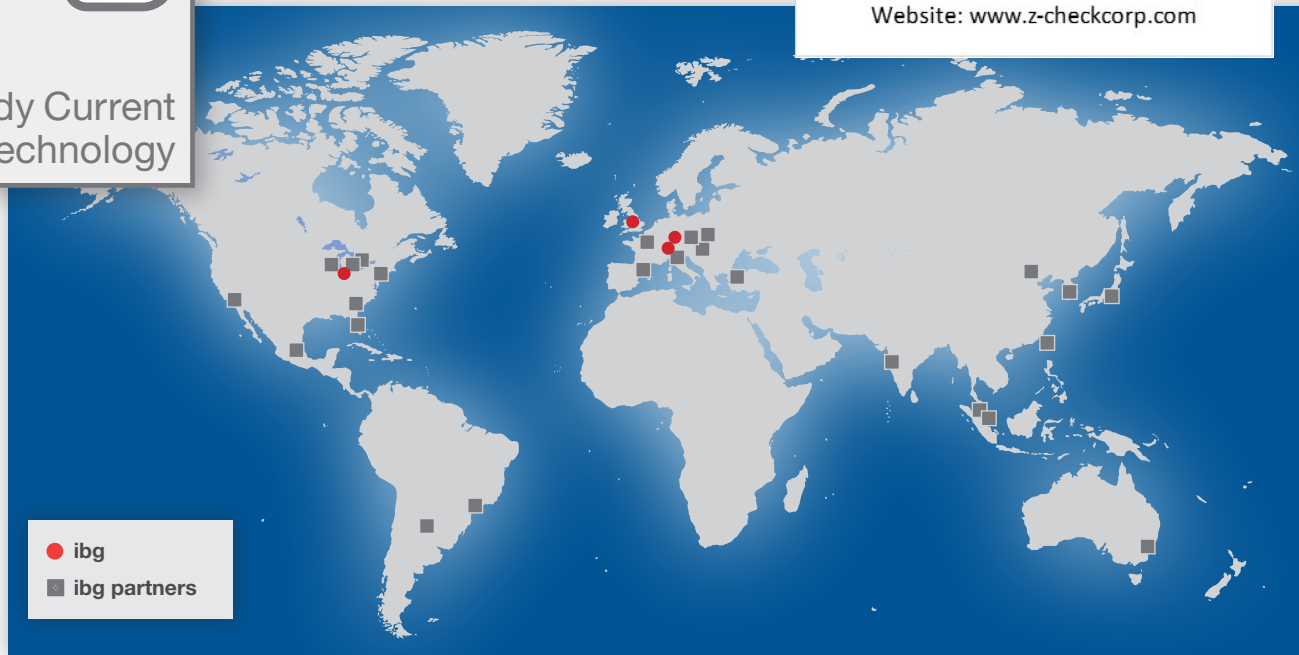 Website: www.z-checkcorp.com
dy Current
echnology
ibg
ibg partners